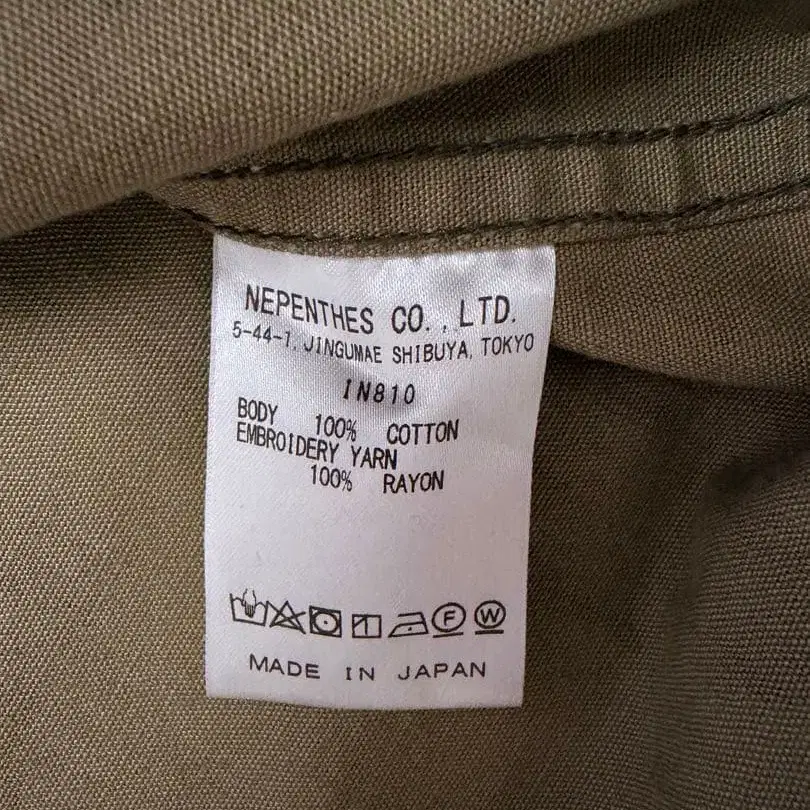 NEPENTHES CO., LTD.
5-44-1, JINGUMAE SHIBUYA, TOKYO
IN810
BODY 100% COTTON
EMBROIDERY YARN
100% RAYON
F W
MADE IN JAPAN